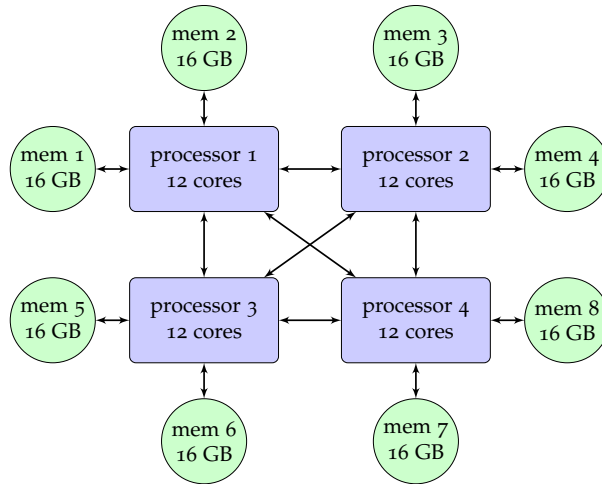 mem 2
16 GB
mem 3
16 GB
mem 1
16 GB
processor 1
12 cores
processor 2
12 cores
mem 4
16 GB
mem 5
16 GB
processor 3
12 cores
processor 4
12 cores
mem 8
16 GB
mem 6
16 GB
mem 7
16 GB